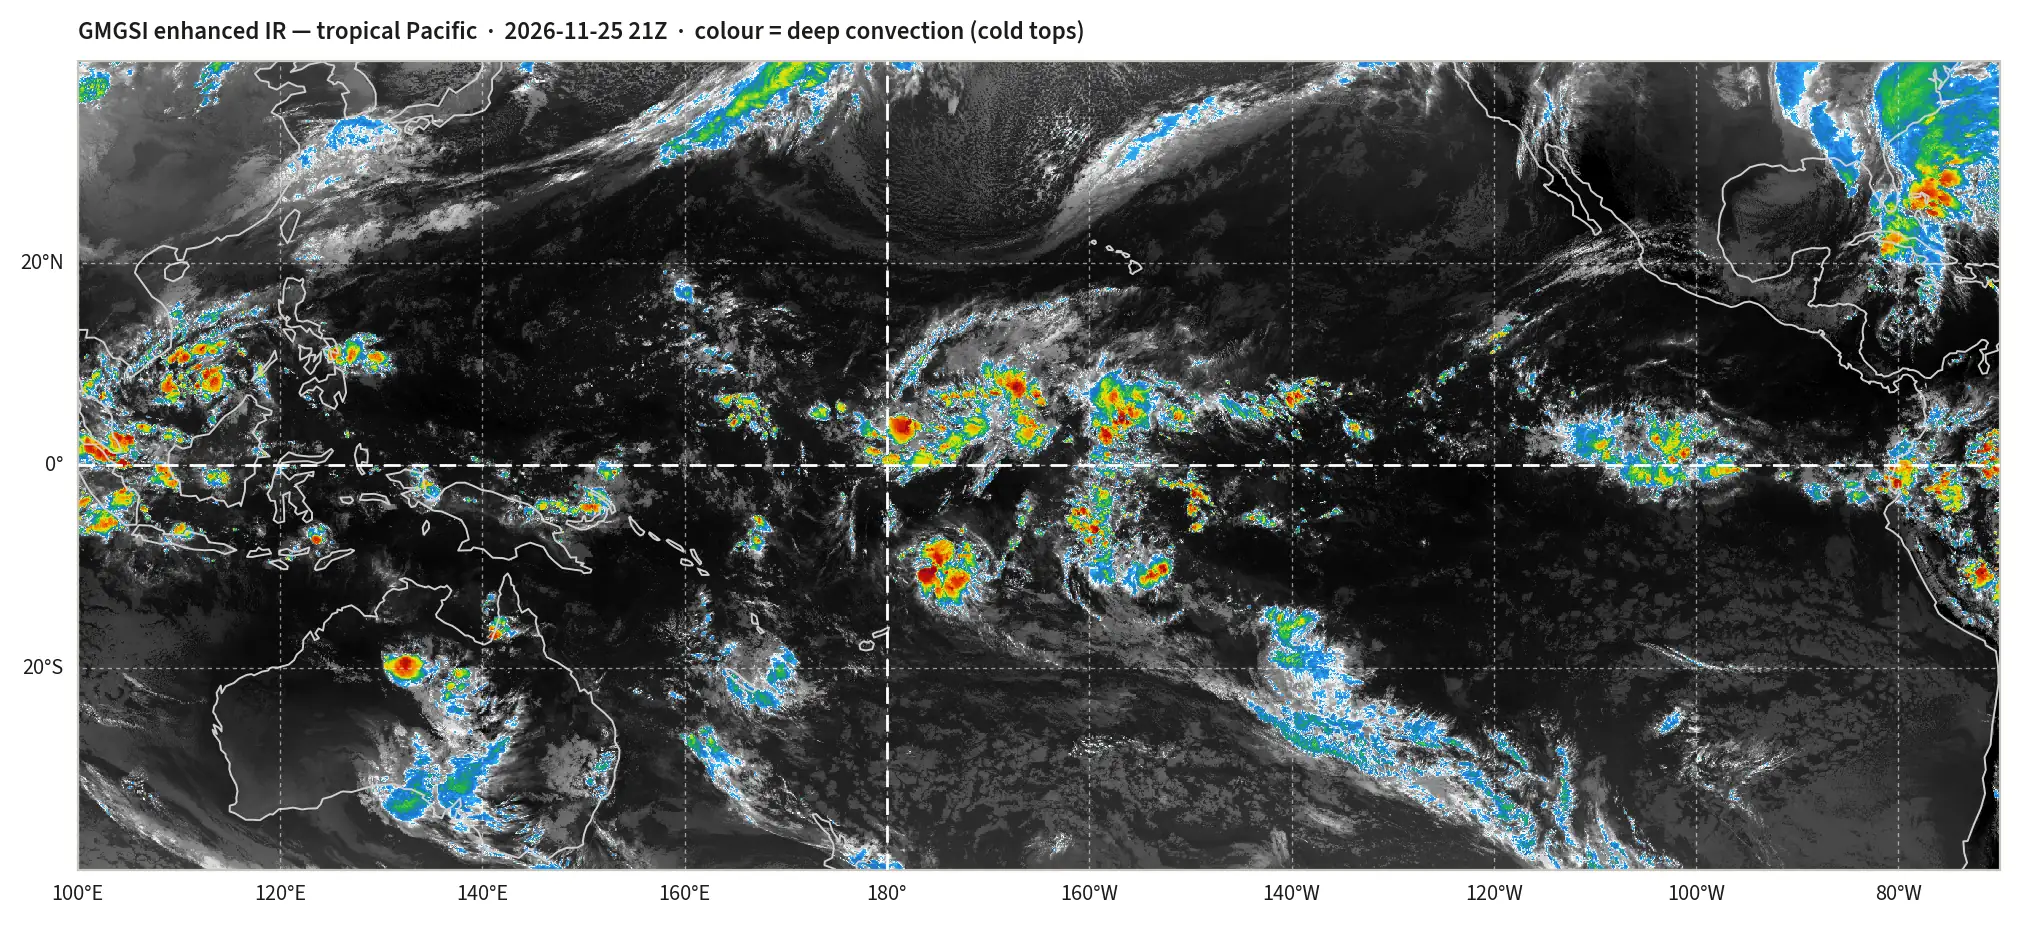 GMGSI enhanced IR — tropical Pacific · 2026-11-25 21Z · colour = deep convection (cold tops)
20°N
0°
20°S
100°E 120°E 140°E 160°E 180° 160°W 140°W 120°W 100°W 80°W